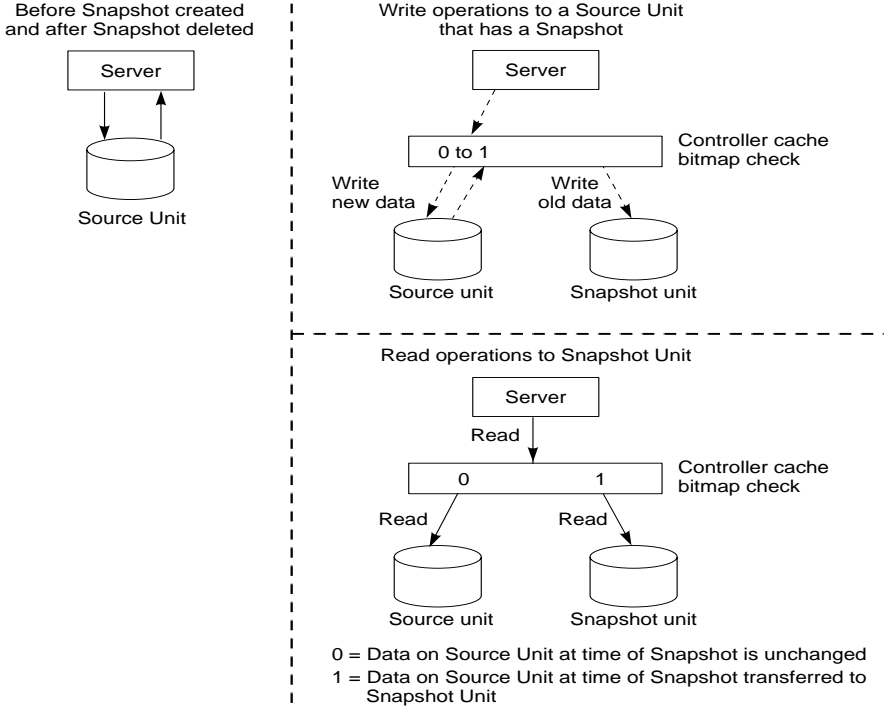 Before Snapshot created
and after Snapshot deleted
Server
Source Unit
Write operations to a Source Unit
that has a Snapshot
Server
0 to 1
Controller cache
bitmap check
Write
new data
Write
old data
Source unit
Snapshot unit
Read operations to Snapshot Unit
Server
Read
0
1
Controller cache
bitmap check
Read
Read
Source unit
Snapshot unit
0 = Data on Source Unit at time of Snapshot is unchanged
1 = Data on Source Unit at time of Snapshot transferred to
Snapshot Unit